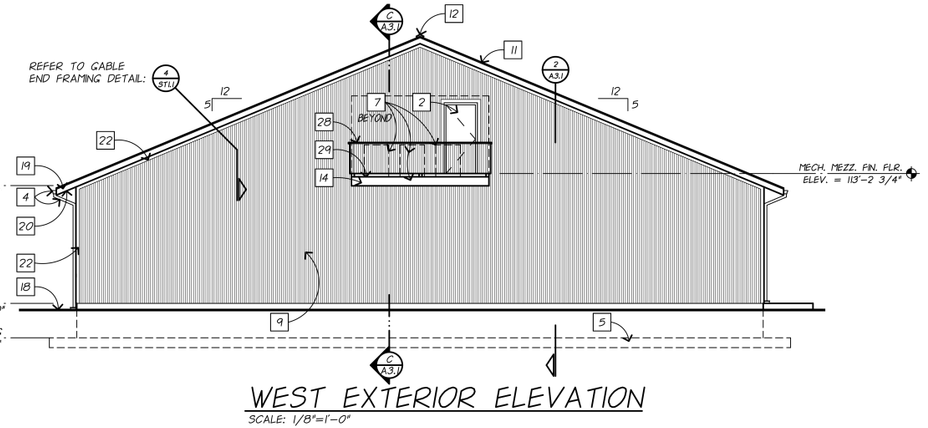 C
A3.1
12
11
REFER TO GABLE
END FRAMING DETAIL:
4
ST1.1
2
A3.1
12
5
12
5
7
2
BEYOND
28
22
29
14
19
4
20
MECH. MEZZ. FIN. FLR.
ELEV. = 113'-2 3/4"
22
18
9
5
C
A3.1
WEST EXTERIOR ELEVATION
SCALE: 1/8"=1'-0"